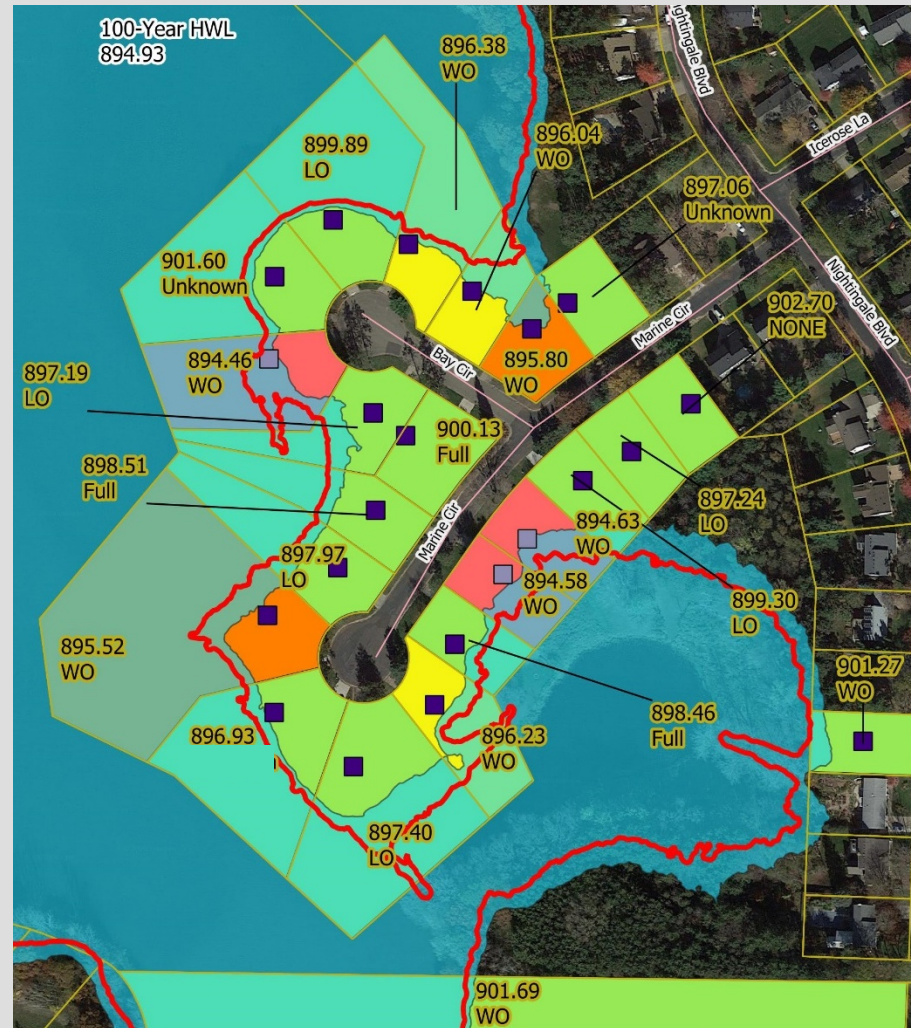 100-Year HWL
894.93
896.38
WO
Nightingale Blvd
Icerose La
899.89
LO
896.04
WO
897.06
Unknown
901.60
Unknown
Nightingale Blvd
902.70
NONE
Marine Cir
Bay Cir
894.46
WO
895.80
WO
897.19
LO
900.13
Full
898.51
Full
897.24
LO
894.63
WO
Marine Cir
897.97
LO
894.58
WO
899.30
LO
895.52
WO
901.27
WO
898.46
Full
896.93
896.23
WO
897.40
LO
901.69
WO